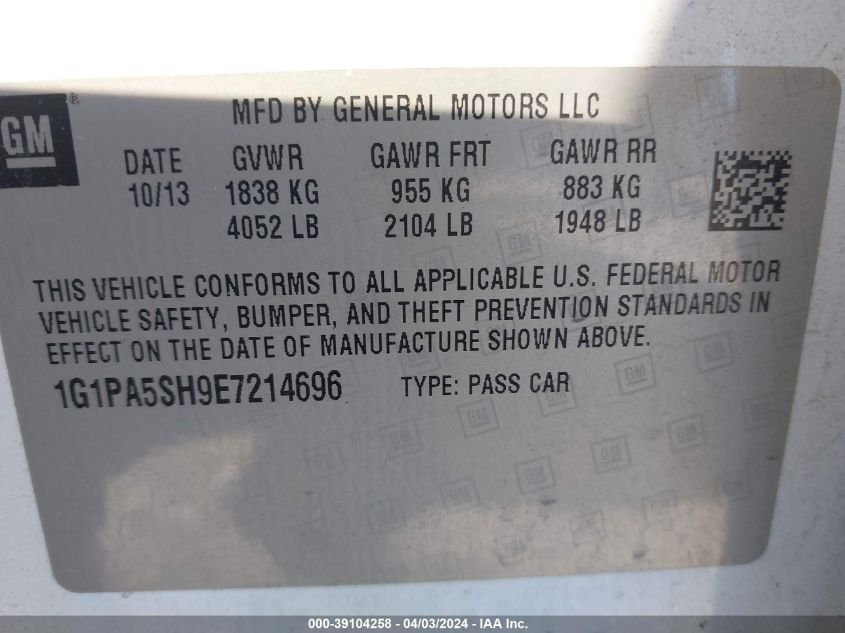 GM ®
MFD BY GENERAL MOTORS LLC
DATE GVWR GAWR FRT GAWR RR
10/13 1838 KG 955 KG 883 KG
4052 LB 2104 LB 1948 LB
THIS VEHICLE CONFORMS TO ALL APPLICABLE U.S. FEDERAL MOTOR
VEHICLE SAFETY, BUMPER, AND THEFT PREVENTION STANDARDS IN
EFFECT ON THE DATE OF MANUFACTURE SHOWN ABOVE.
1G1PA5SH9E7214696 TYPE: PASS CAR
000-39104258 - 04/03/2024 - IAA Inc.